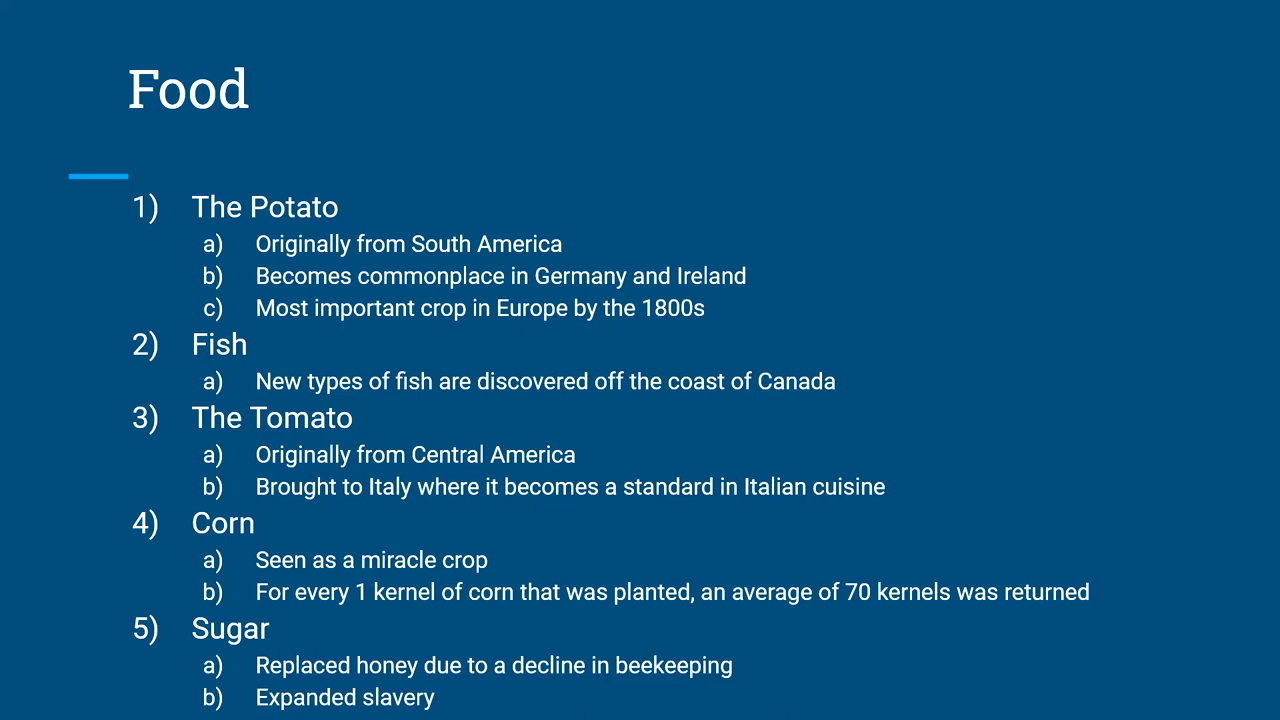 Food
1) The Potato
a) Originally from South America
b) Becomes commonplace in Germany and Ireland
c) Most important crop in Europe by the 1800s
2) Fish
a) New types of fish are discovered off the coast of Canada
3) The Tomato
a) Originally from Central America
b) Brought to Italy where it becomes a standard in Italian cuisine
4) Corn
a) Seen as a miracle crop
b) For every 1 kernel of corn that was planted, an average of 70 kernels was returned
5) Sugar
a) Replaced honey due to a decline in beekeeping
b) Expanded slavery